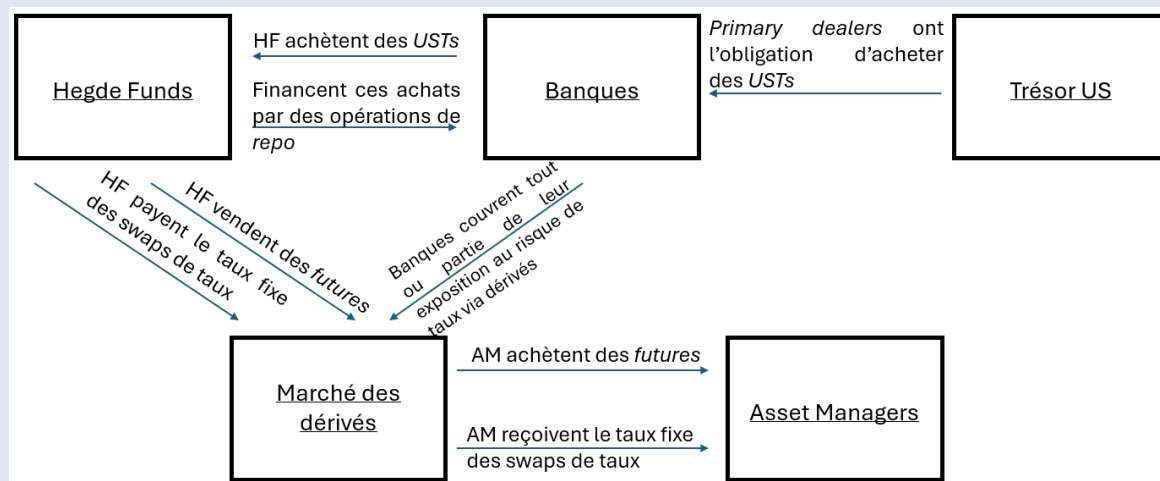 Primary dealers ont
l'obligation d'acheter
des USTs
HF achètent des USTs
Hegde Funds
Financent ces achats
par des opérations de
repo
Banques
Trésor US
HF payent le taux fixe
des swaps de taux
HF vendent des futures
Banques couvrent tout
ou partie de leur
exposition au risque de
taux via dérivés
Marché des
dérivés
AM achètent des futures
AM reçoivent le taux fixe
des swaps de taux
Asset Managers